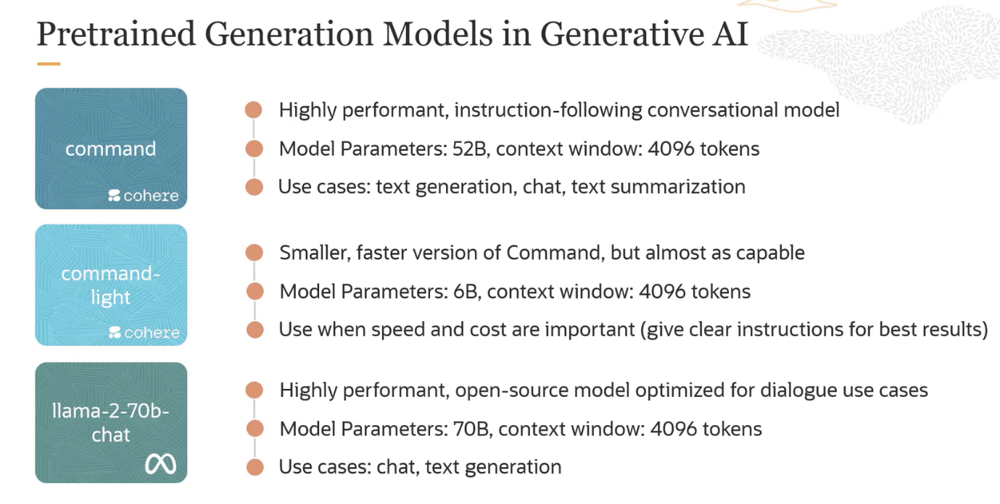 Pretrained Generation Models in Generative AI
command
cohere
Highly performant, instruction-following conversational model
Model Parameters: 52B, context window: 4096 tokens
Use cases: text generation, chat, text summarization
command-
light
cohere
Smaller, faster version of Command, but almost as capable
Model Parameters: 6B, context window: 4096 tokens
Use when speed and cost are important (give clear instructions for best results)
llama-2-70b-
chat
Highly performant, open-source model optimized for dialogue use cases
Model Parameters: 70B, context window: 4096 tokens
Use cases: chat, text generation